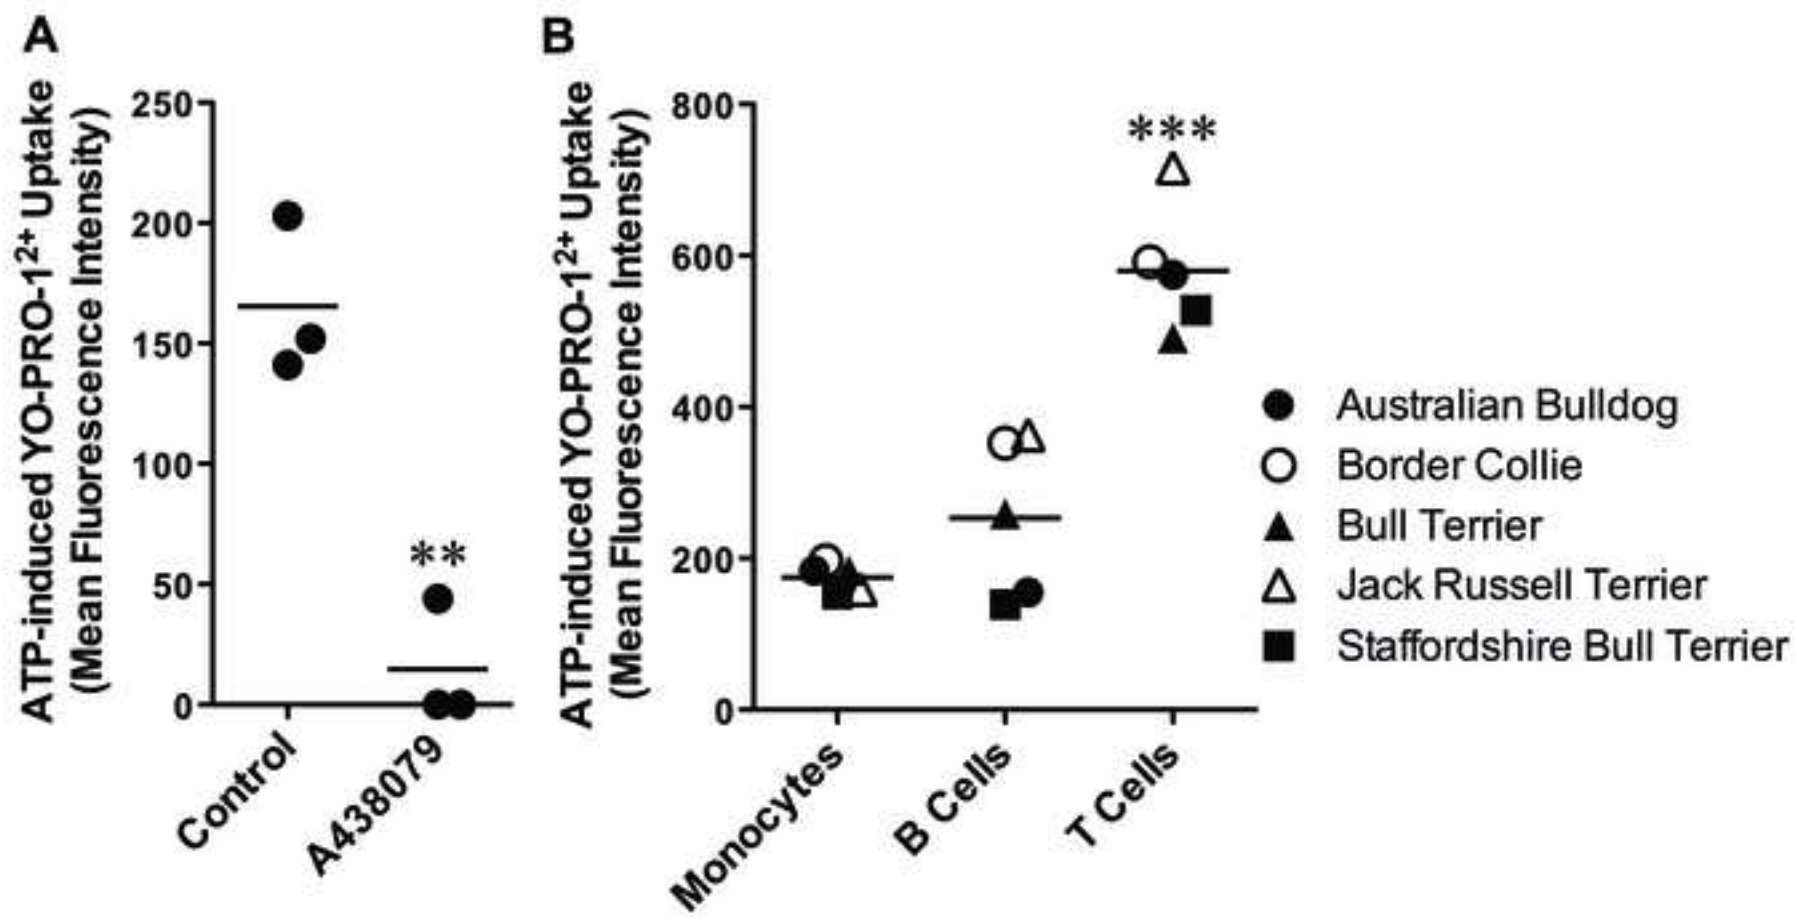 A
ATP-induced YO-PRO-1²⁺ Uptake
(Mean Fluorescence Intensity)
250
200
150
100
50
0
**
Control
A438079
B
ATP-induced YO-PRO-1²⁺ Uptake
(Mean Fluorescence Intensity)
800
600
400
200
0
***
Monocytes
B Cells
T Cells
Australian Bulldog
Border Collie
Bull Terrier
Jack Russell Terrier
Staffordshire Bull Terrier